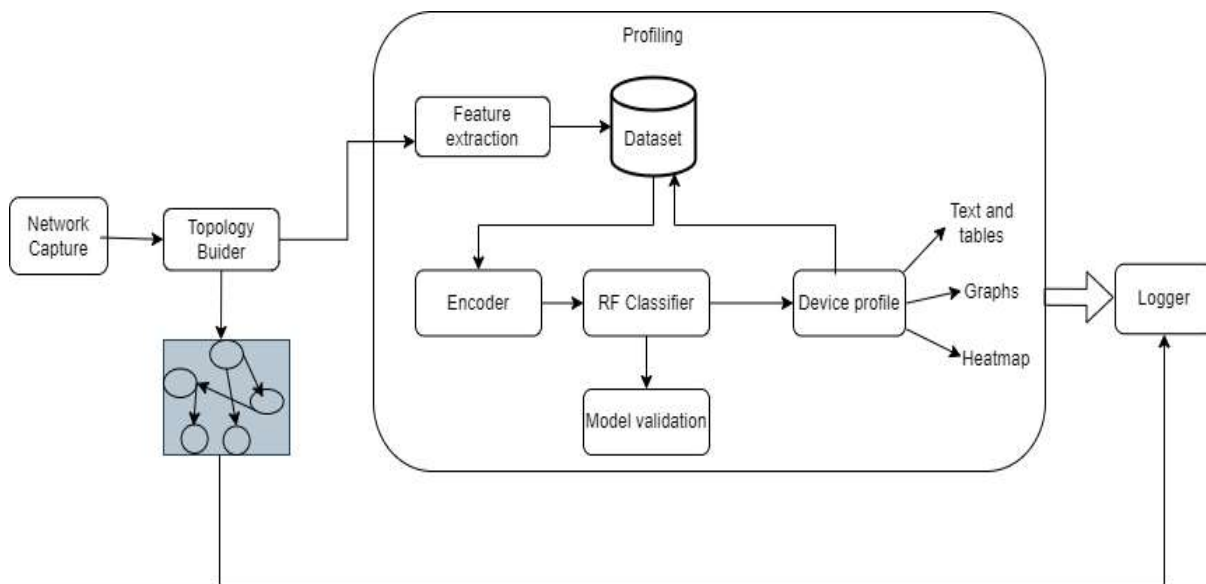 Profiling
Feature
extraction
Dataset
Network
Capture
Topology
Buider
Text and
tables
Encoder
RF Classifier
Device profile
Graphs
Logger
Heatmap
Model validation